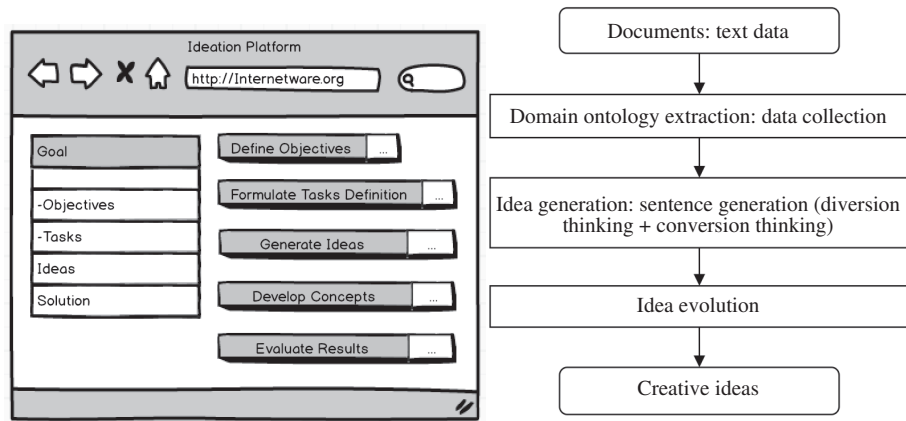 Ideation Platform
http://Internetware.org
Goal
-Objectives
-Tasks
Ideas
Solution
Define Objectives ...
Formulate Tasks Definition ...
Generate Ideas ...
Develop Concepts ...
Evaluate Results ...
Documents: text data
Domain ontology extraction: data collection
Idea generation: sentence generation (diversion
thinking + conversion thinking)
Idea evolution
Creative ideas